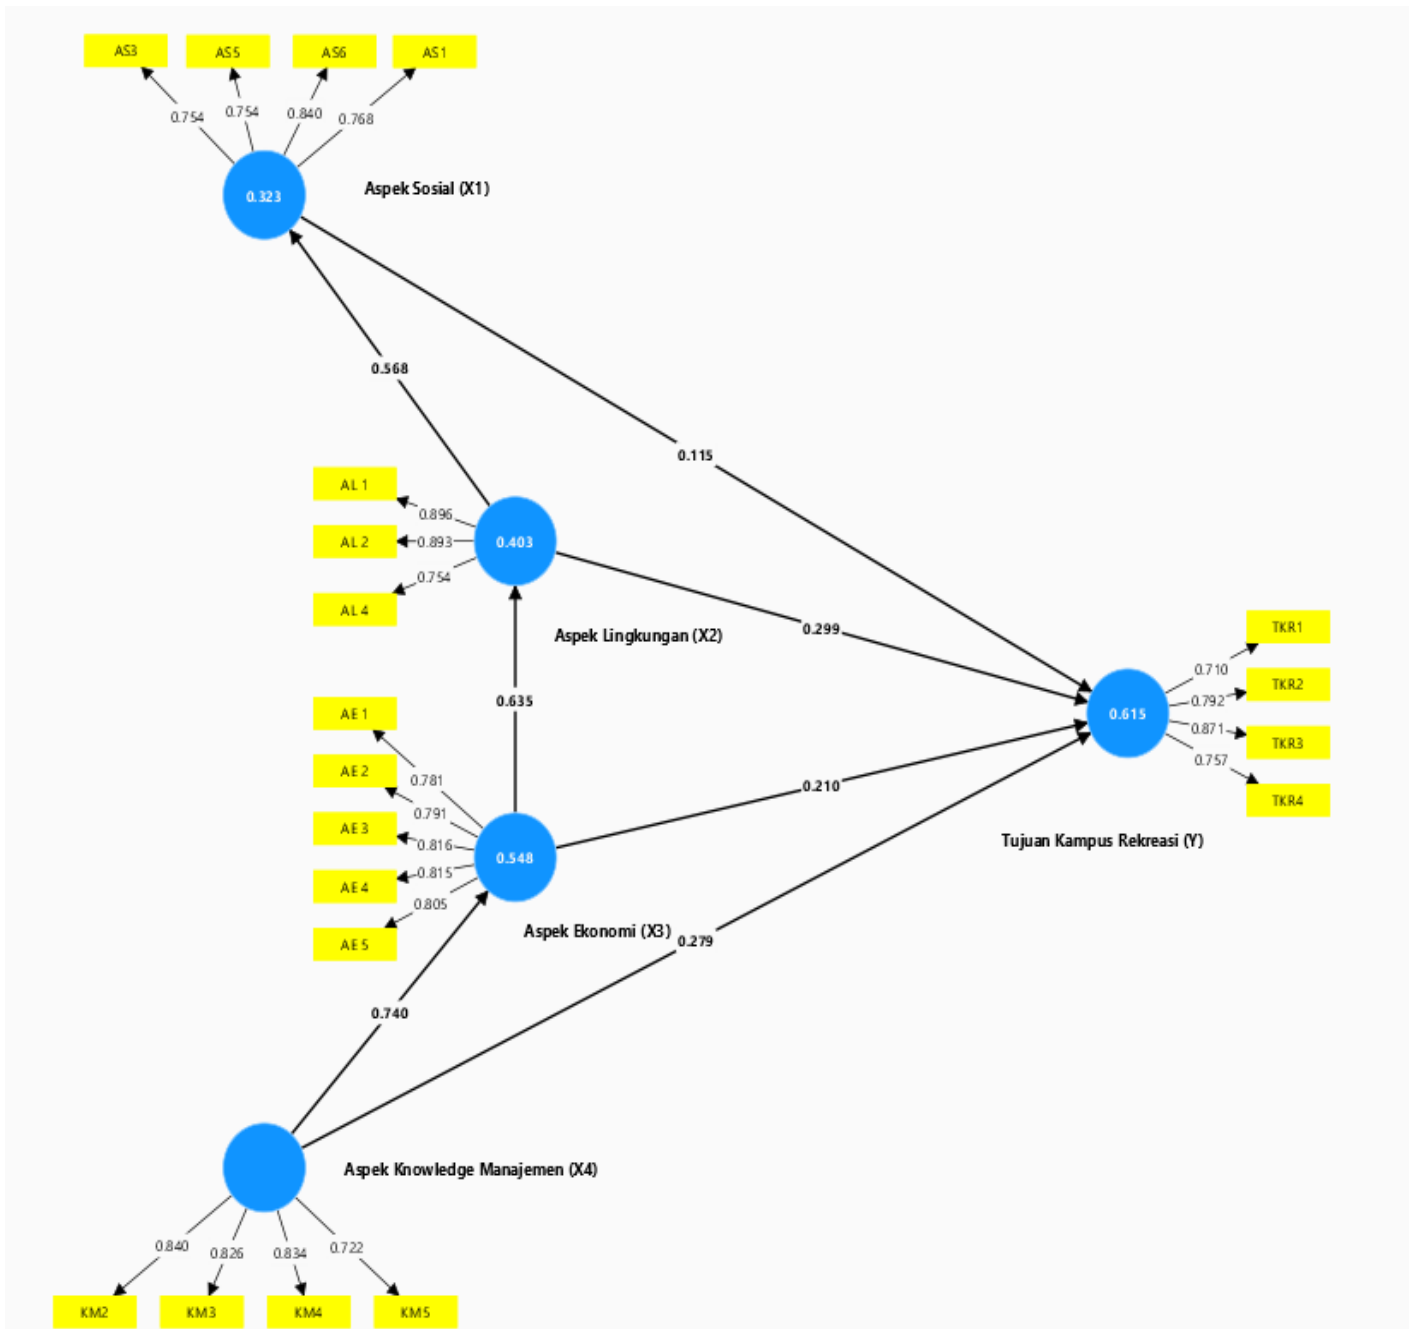 AS3 AS5 AS6 AS1
0.754 0.754 0.840 0.768
0.323
Aspek Sosial (X1)
0.568
0.115
AL 1
0.896
AL 2
0.893
0.403
0.754
AL 4
Aspek Lingkungan (X2)
0.299
TKR1
0.710
TKR2
0.792
0.615
0.871
TKR3
0.757
TKR4
Tujuan Kampus Rekreasi (Y)
0.635
AE 1
0.781
AE 2
0.791
AE 3
0.816
0.548
0.815
AE 4
0.805
AE 5
0.210
Aspek Ekonomi (X3)
0.279
0.740
Aspek Knowledge Manajemen (X4)
0.840 0.826 0.834 0.722
KM2 KM3 KM4 KM5